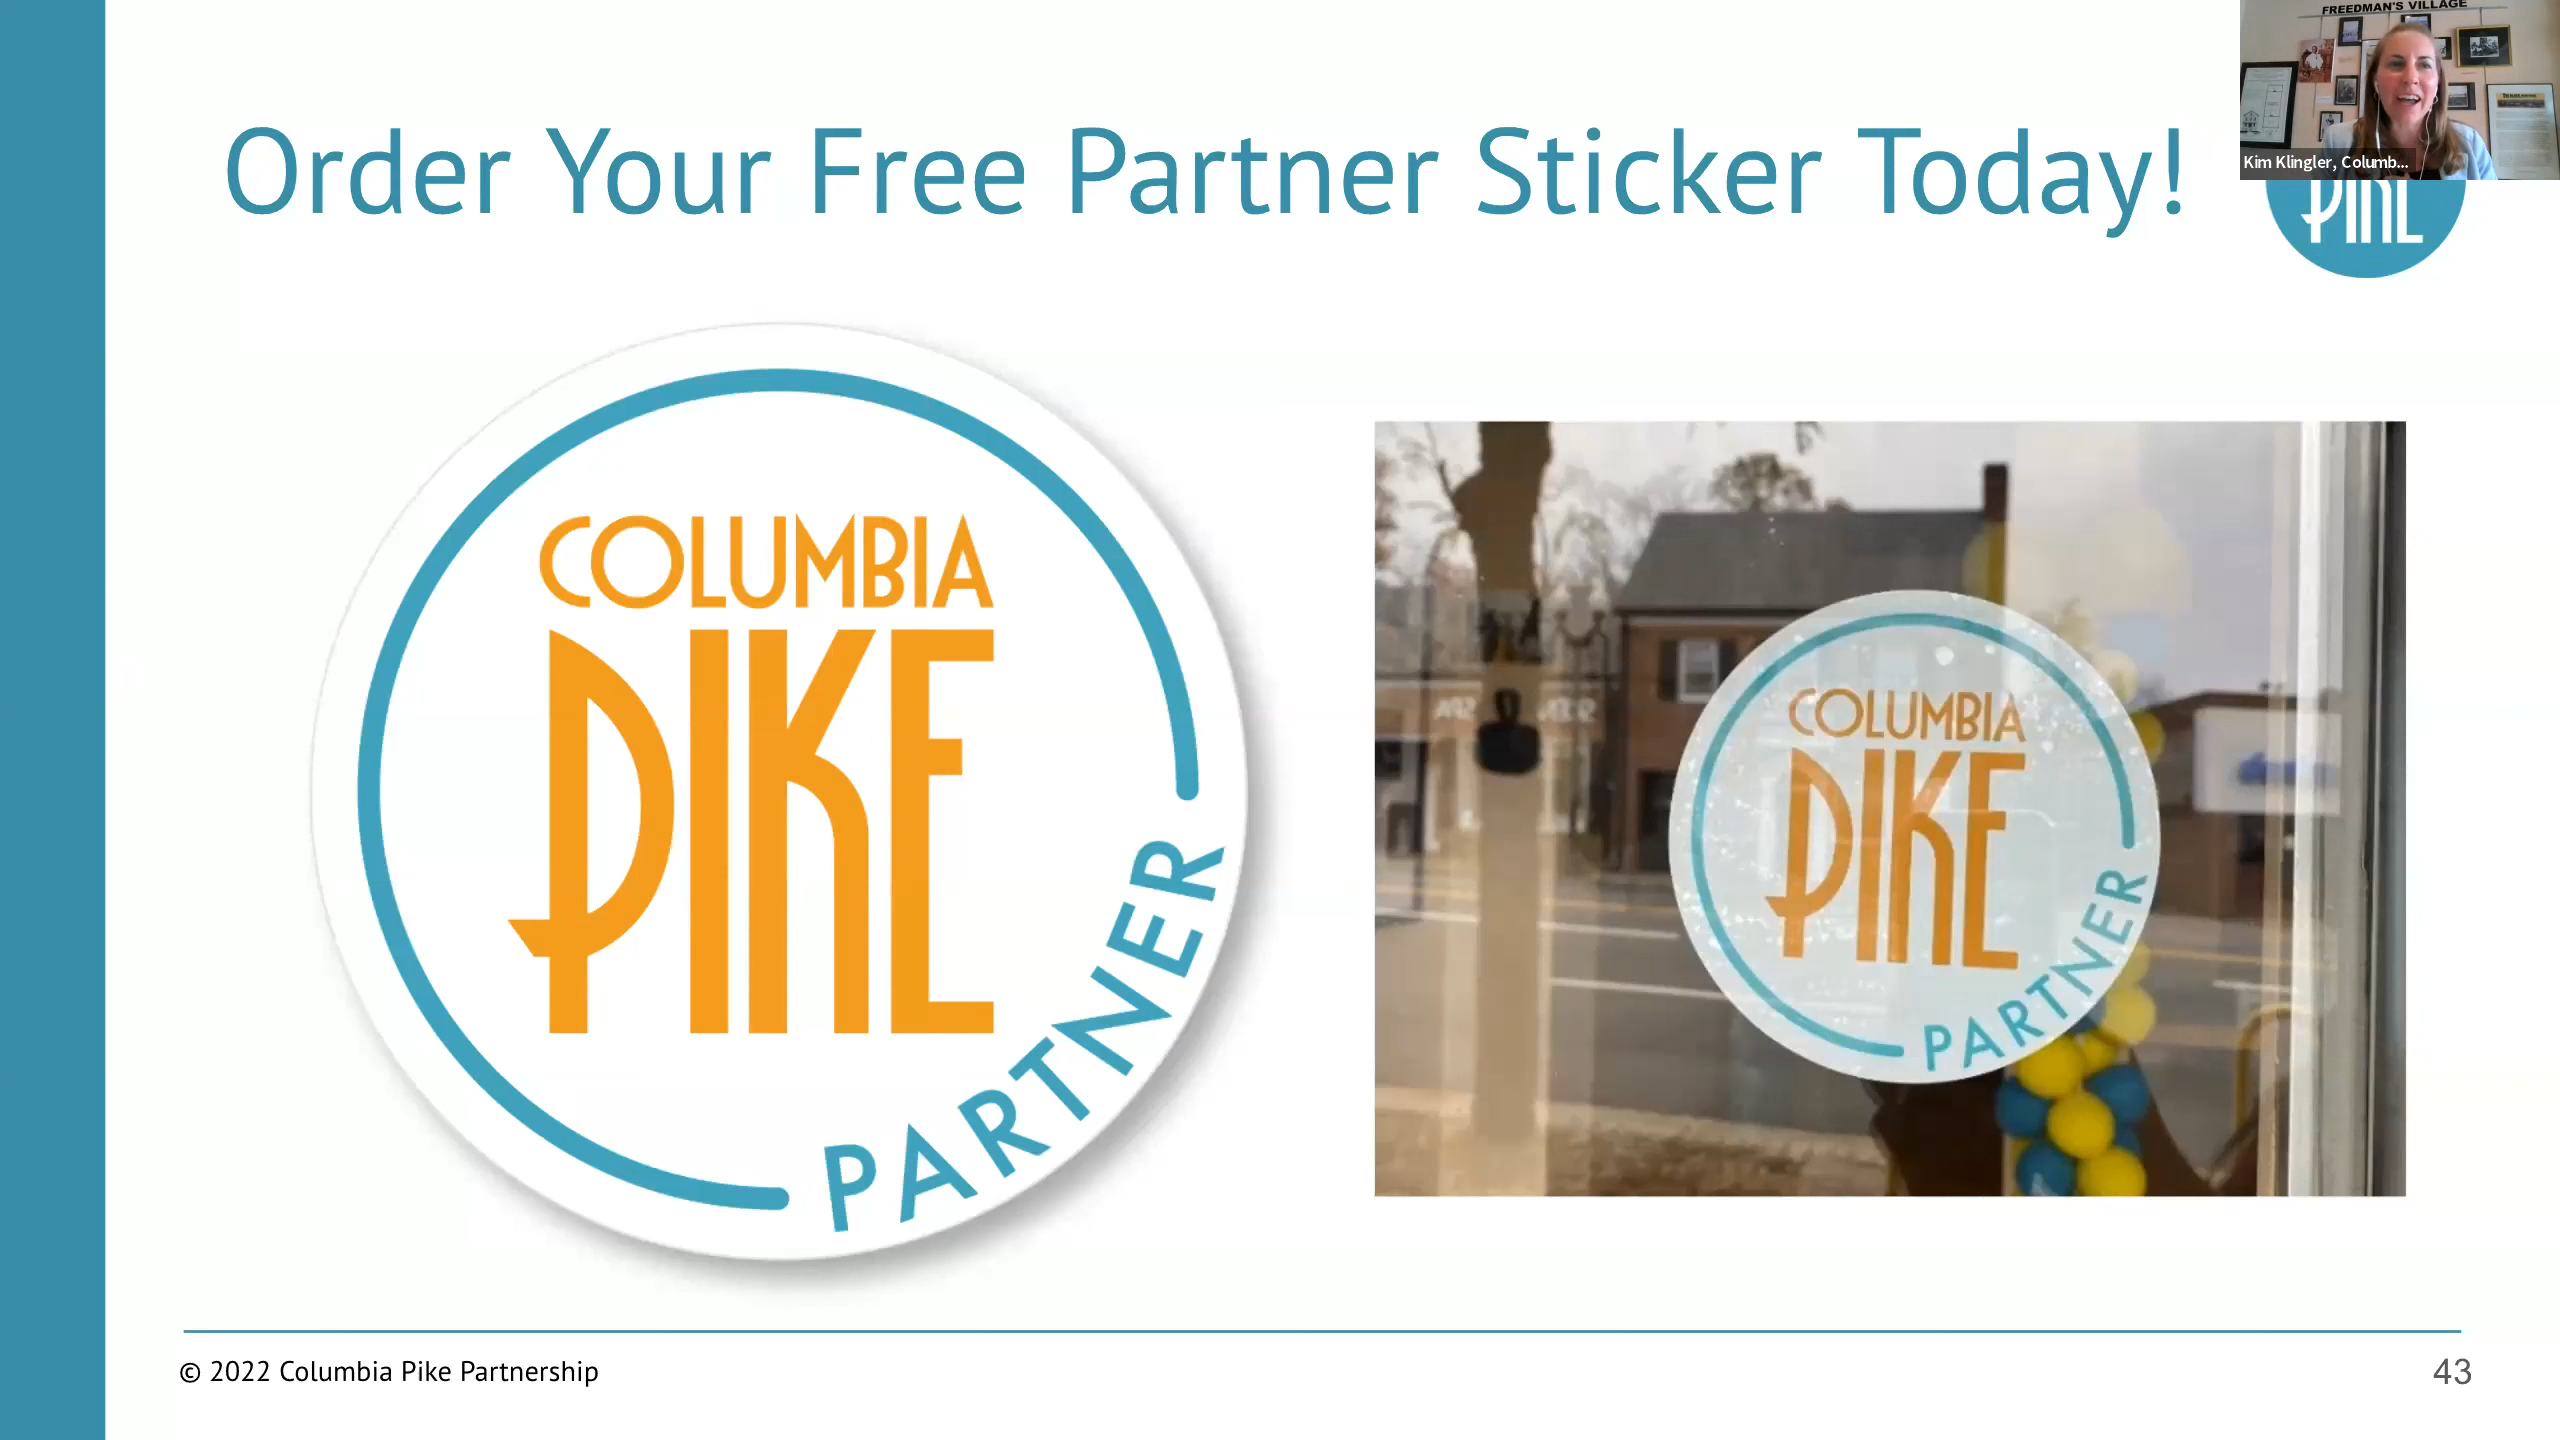 FREEDMAN'S VILLAGE
Order Your Free Partner Sticker Today!
Kim Klingler, Columb...
PIKE
COLUMBIA
PIKE
PARTNER
COLUMBIA
PIKE
PARTNER
© 2022 Columbia Pike Partnership
43